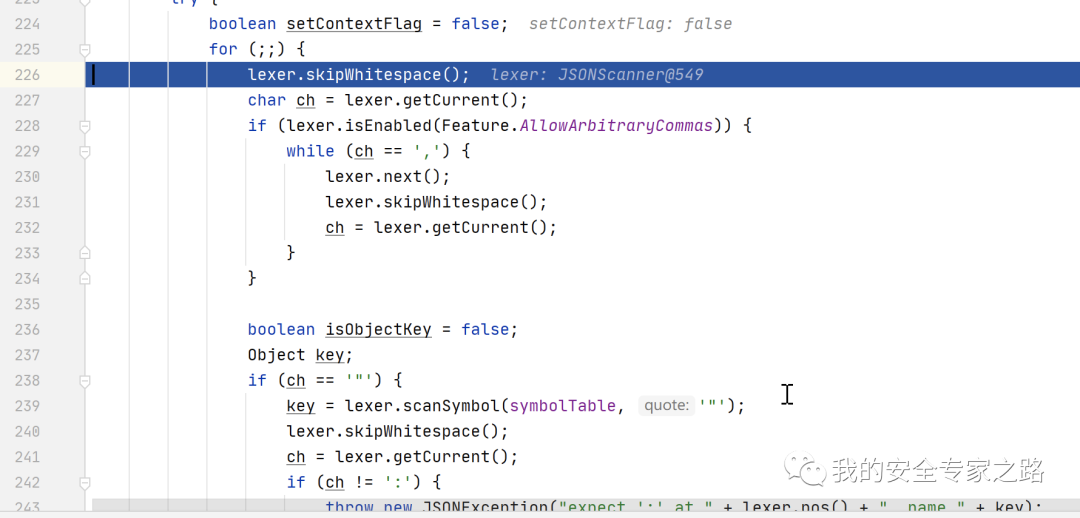 223 try {
224 boolean setContextFlag = false; setContextFlag: false
225 for (;;) {
226 lexer.skipWhitespace(); lexer: JSONScanner@549
227 char ch = lexer.getCurrent();
228 if (lexer.isEnabled(Feature.AllowArbitraryCommas)) {
229 while (ch == ',') {
230 lexer.next();
231 lexer.skipWhitespace();
232 ch = lexer.getCurrent();
233 }
234 }
235
236 boolean isObjectKey = false;
237 Object key;
238 if (ch == '"') {
239 key = lexer.scanSymbol(symbolTable, quote: '"');
240 lexer.skipWhitespace();
241 ch = lexer.getCurrent();
242 if (ch != ':') {
243 throw new JSONException("expect ':' at " + lexer.pos() + ", name " + key);
我的安全专家之路